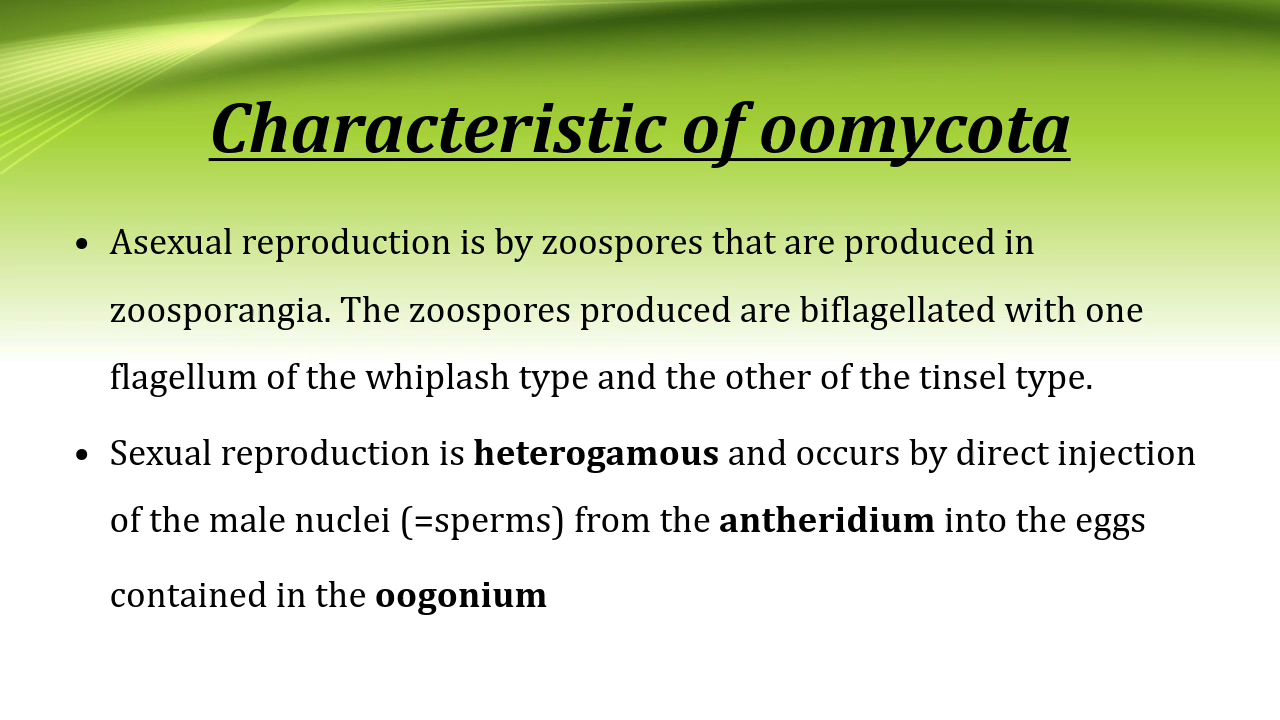 Characteristic of oomycota
• Asexual reproduction is by zoospores that are produced in
zoosporangia. The zoospores produced are biflagellated with one
flagellum of the whiplash type and the other of the tinsel type.
• Sexual reproduction is heterogamous and occurs by direct injection
of the male nuclei (=sperms) from the antheridium into the eggs
contained in the oogonium